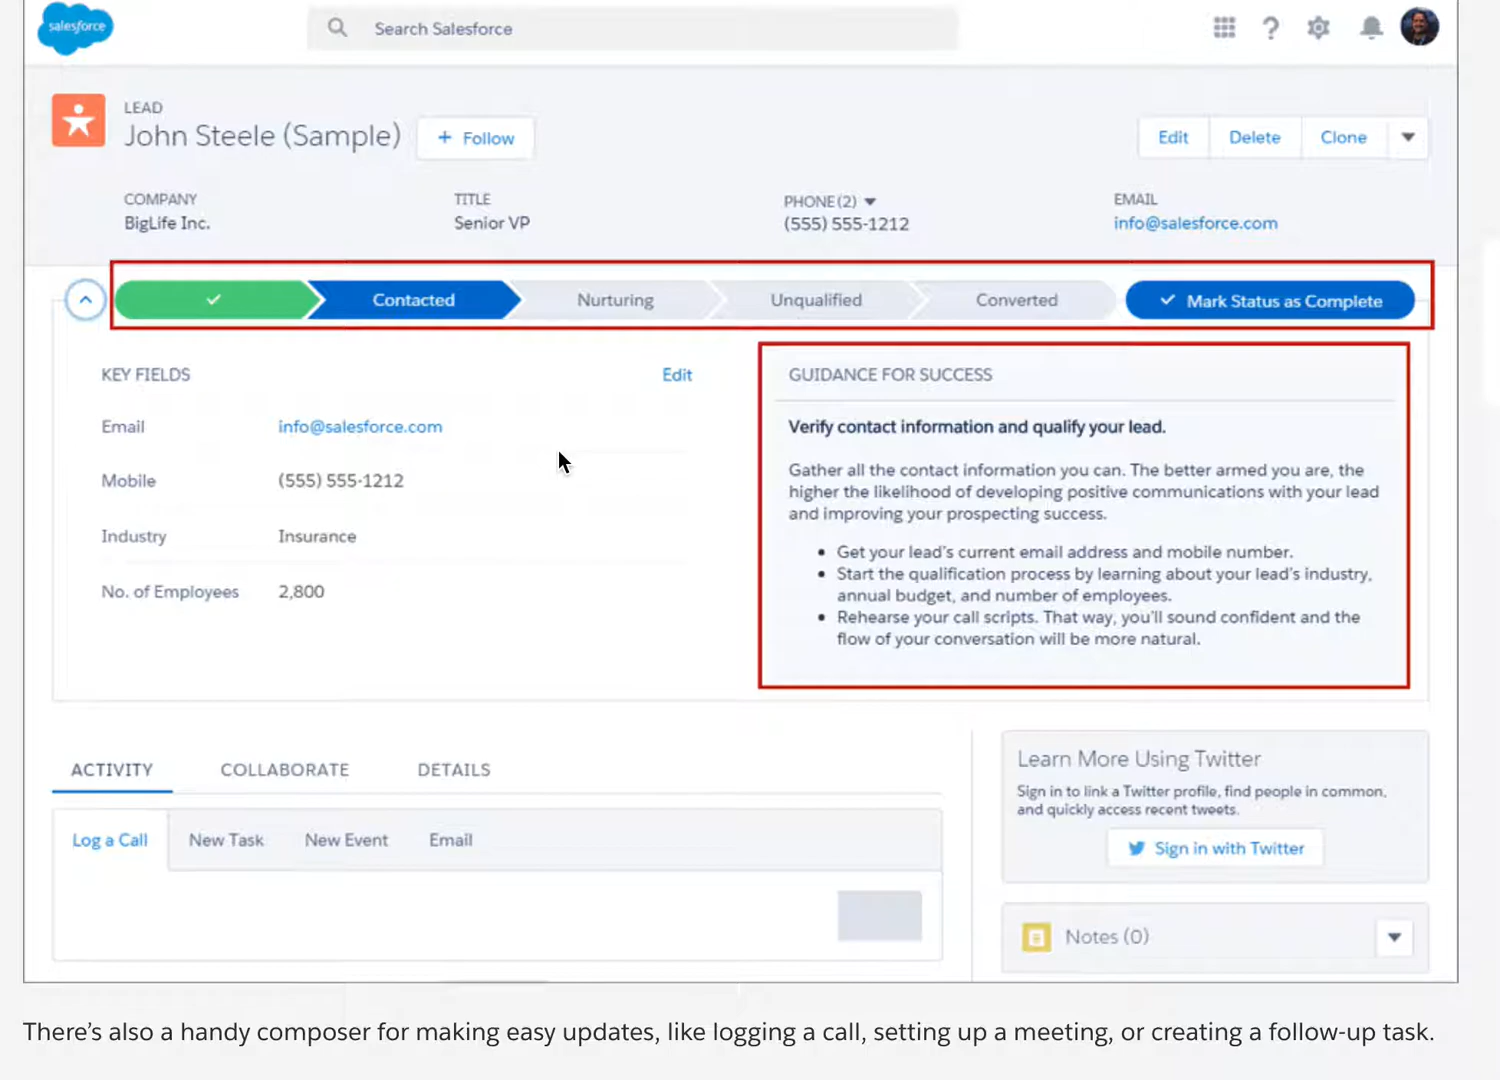 salesforce
Search Salesforce
LEAD
John Steele (Sample)
+ Follow
Edit
Delete
Clone
COMPANY
TITLE
PHONE(2)
EMAIL
BigLife Inc.
Senior VP
(555) 555-1212
info@salesforce.com
Contacted
Nurturing
Unqualified
Converted
Mark Status as Complete
KEY FIELDS
Edit
Email
info@salesforce.com
Mobile
(555) 555-1212
Industry
Insurance
No. of Employees
2,800
GUIDANCE FOR SUCCESS
Verify contact information and qualify your lead.
Gather all the contact information you can. The better armed you are, the
higher the likelihood of developing positive communications with your lead
and improving your prospecting success.
• Get your lead's current email address and mobile number.
• Start the qualification process by learning about your lead's industry,
annual budget, and number of employees.
• Rehearse your call scripts. That way, you'll sound confident and the
flow of your conversation will be more natural.
ACTIVITY
COLLABORATE
DETAILS
Log a Call
New Task
New Event
Email
Learn More Using Twitter
Sign in to link a Twitter profile, find people in common,
and quickly access recent tweets.
Sign in with Twitter
Notes (0)
There's also a handy composer for making easy updates, like logging a call, setting up a meeting, or creating a follow-up task.